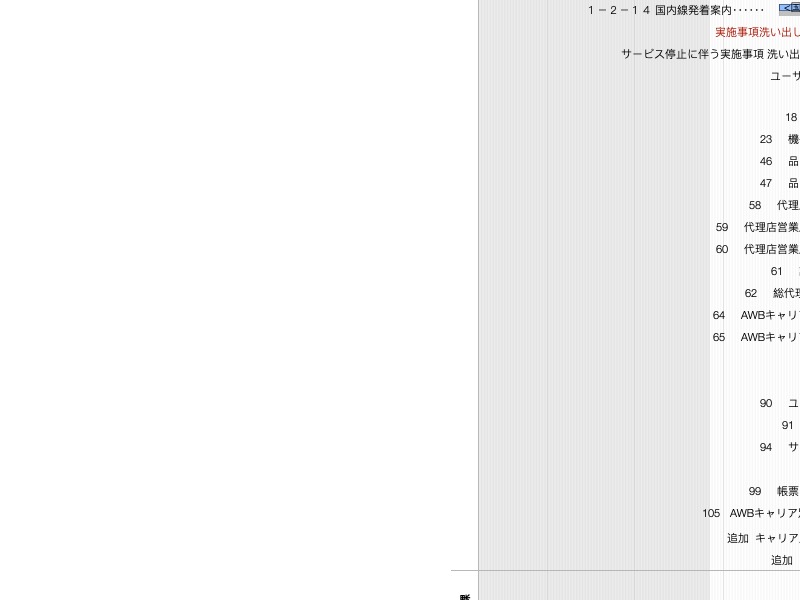 １－２－１４ 国内線発着案内‥‥‥
実施事項洗い出し
サービス停止に伴う実施事項 洗い出
ユーサ
18
23 機
46 品
47 品
58 代理
59 代理店営業
60 代理店営業
61
62 総代理
64 AWBキャリ
65 AWBキャリ
90 ユ
91
94 サ
99 帳票
105 AWBキャリア
追加 キャリア
追加